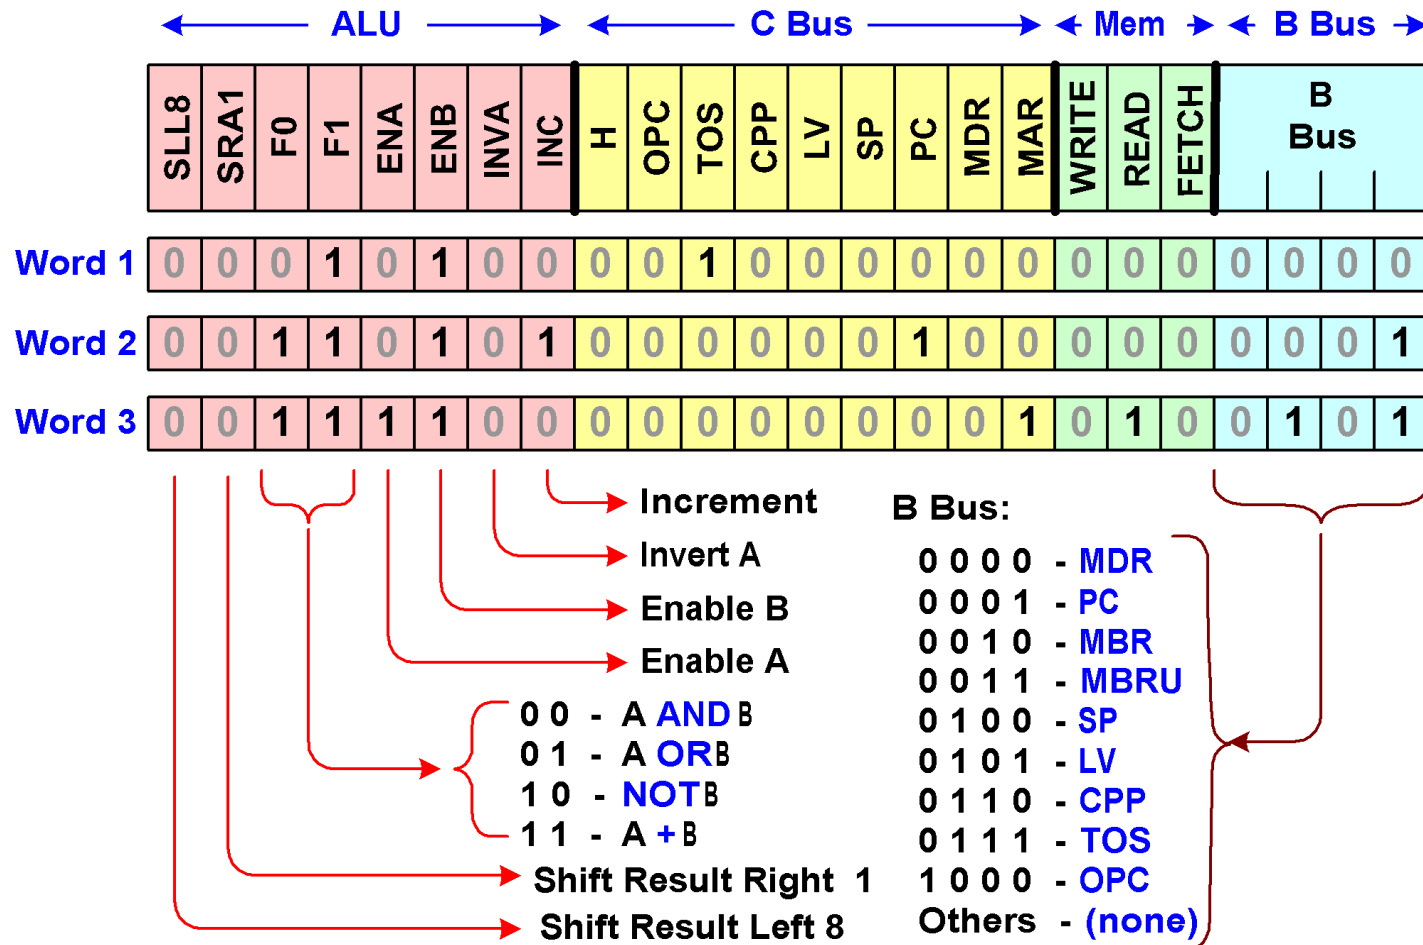 ALU C Bus Mem B Bus
SLL8 SRA1 F0 F1 ENA ENB INVA INC H OPC TOS CPP LV SP PC MDR MAR WRITE READ FETCH B
Bus
Word 1 0 0 0 1 0 1 0 0 0 0 1 0 0 0 0 0 0 0 0 0 0 0 0 0
Word 2 0 0 1 1 0 1 0 1 0 0 0 0 0 0 1 0 0 0 0 0 0 0 0 1
Word 3 0 0 1 1 1 1 0 0 0 0 0 0 0 0 0 0 1 0 1 0 0 1 0 1
Increment
Invert A
Enable B
Enable A
0 0 - A AND B
0 1 - A OR B
1 0 - NOT B
1 1 - A + B
Shift Result Right 1
Shift Result Left 8
B Bus:
0 0 0 0 - MDR
0 0 0 1 - PC
0 0 1 0 - MBR
0 0 1 1 - MBRU
0 1 0 0 - SP
0 1 0 1 - LV
0 1 1 0 - CPP
0 1 1 1 - TOS
1 0 0 0 - OPC
Others - (none)